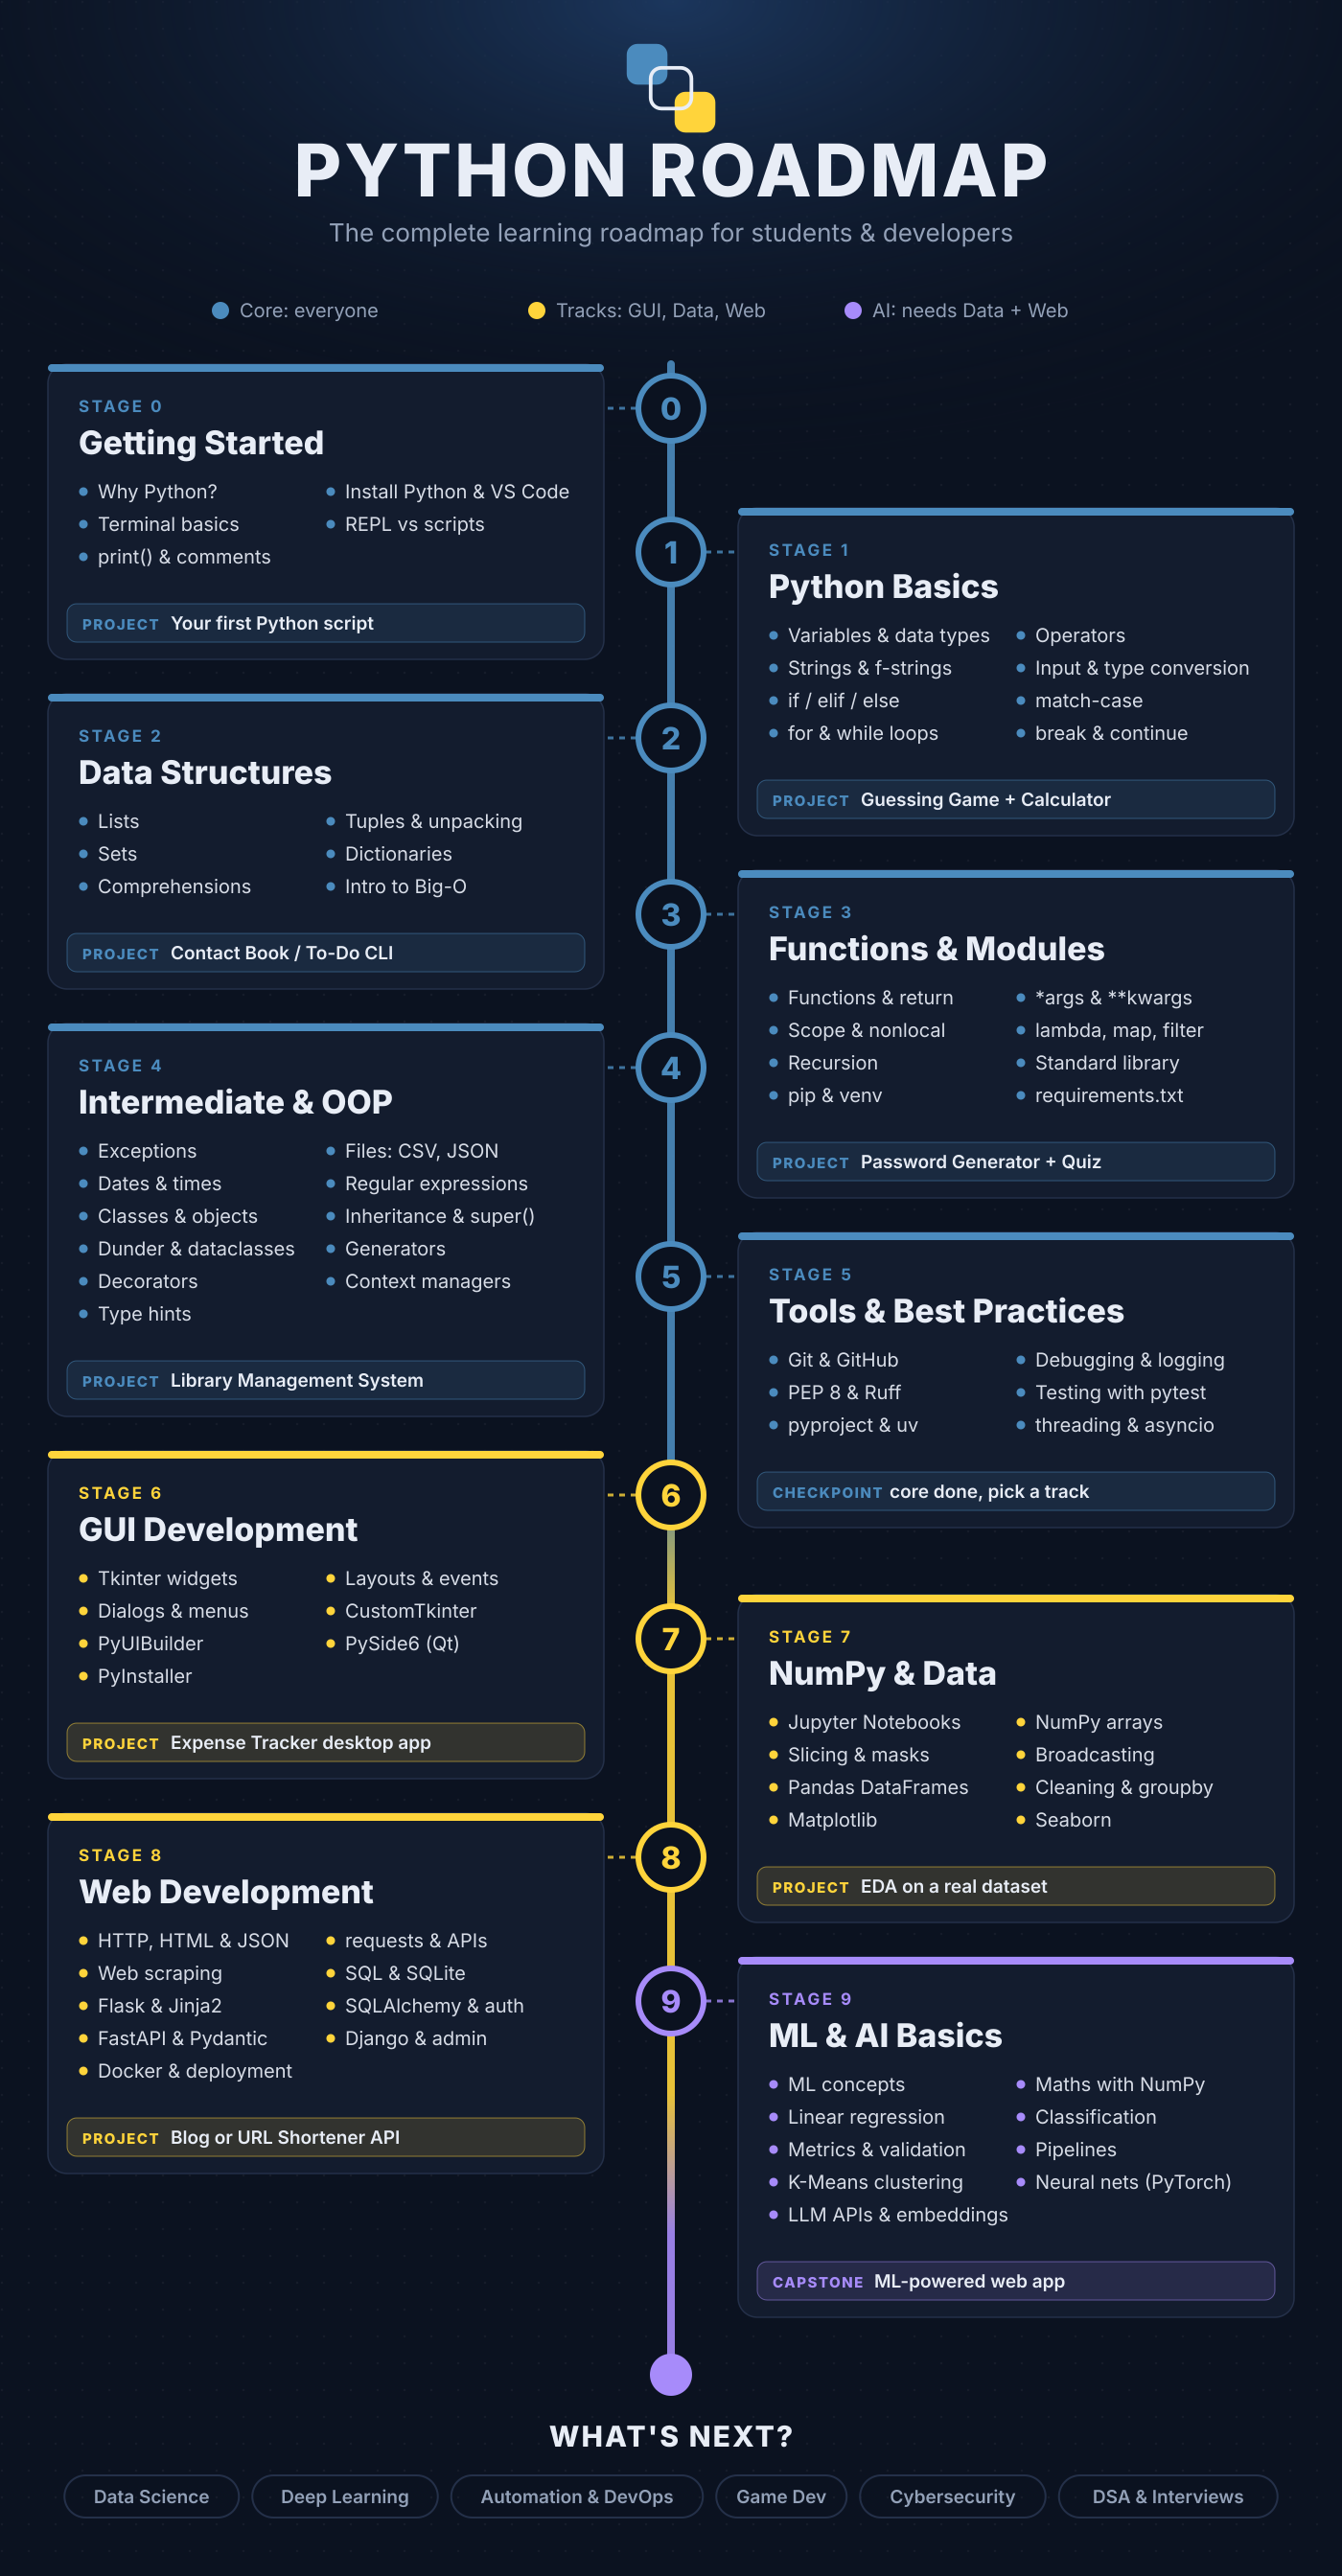 PYTHON ROADMAP
The complete learning roadmap for students & developers
Core: everyone
Tracks: GUI, Data, Web
AI: needs Data + Web
0
STAGE 0
Getting Started
Why Python?
Install Python & VS Code
Terminal basics
REPL vs scripts
print() & comments
PROJECT Your first Python script
1
STAGE 1
Python Basics
Variables & data types
Operators
Strings & f-strings
Input & type conversion
if / elif / else
match-case
for & while loops
break & continue
PROJECT Guessing Game + Calculator
2
STAGE 2
Data Structures
Lists
Tuples & unpacking
Sets
Dictionaries
Comprehensions
Intro to Big-O
PROJECT Contact Book / To-Do CLI
3
STAGE 3
Functions & Modules
Functions & return
*args & **kwargs
Scope & nonlocal
lambda, map, filter
Recursion
Standard library
pip & venv
requirements.txt
PROJECT Password Generator + Quiz
4
STAGE 4
Intermediate & OOP
Exceptions
Files: CSV, JSON
Dates & times
Regular expressions
Classes & objects
Inheritance & super()
Dunder & dataclasses
Generators
Decorators
Context managers
Type hints
PROJECT Library Management System
5
STAGE 5
Tools & Best Practices
Git & GitHub
Debugging & logging
PEP 8 & Ruff
Testing with pytest
pyproject & uv
threading & asyncio
CHECKPOINT core done, pick a track
6
STAGE 6
GUI Development
Tkinter widgets
Layouts & events
Dialogs & menus
CustomTkinter
PyUIBuilder
PySide6 (Qt)
PyInstaller
PROJECT Expense Tracker desktop app
7
STAGE 7
NumPy & Data
Jupyter Notebooks
NumPy arrays
Slicing & masks
Broadcasting
Pandas DataFrames
Cleaning & groupby
Matplotlib
Seaborn
PROJECT EDA on a real dataset
8
STAGE 8
Web Development
HTTP, HTML & JSON
requests & APIs
Web scraping
SQL & SQLite
Flask & Jinja2
SQLAlchemy & auth
FastAPI & Pydantic
Django & admin
Docker & deployment
PROJECT Blog or URL Shortener API
9
STAGE 9
ML & AI Basics
ML concepts
Maths with NumPy
Linear regression
Classification
Metrics & validation
Pipelines
K-Means clustering
Neural nets (PyTorch)
LLM APIs & embeddings
CAPSTONE ML-powered web app
WHAT'S NEXT?
Data Science
Deep Learning
Automation & DevOps
Game Dev
Cybersecurity
DSA & Interviews